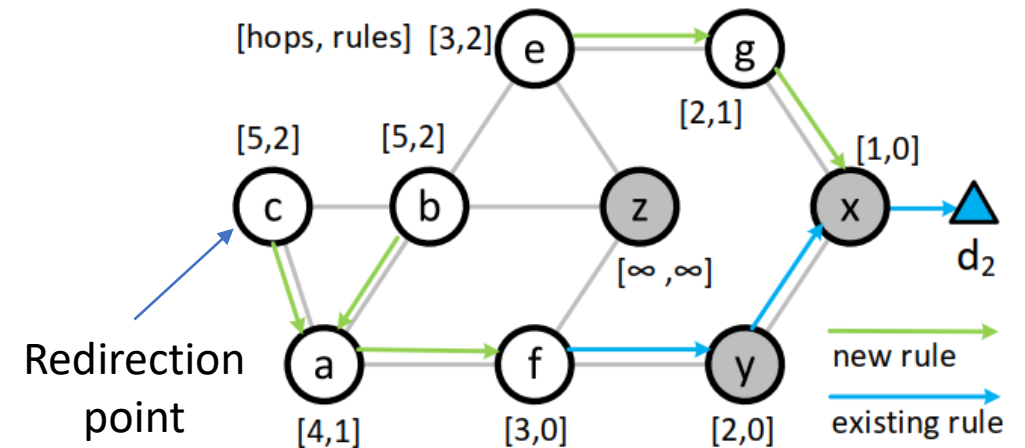 [hops, rules] [3,2] e g
[2,1]
[5,2] [5,2] [1,0]
c b z x
[∞ ,∞] d₂
Redirection
point
a f y
new rule
[4,1] [3,0] [2,0] existing rule